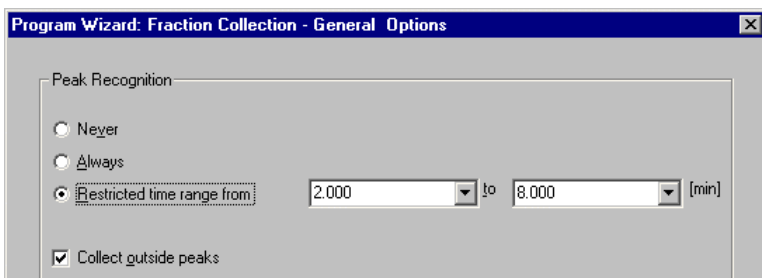 Program Wizard: Fraction Collection - General Options
Peak Recognition
Never
Always
Restricted time range from 2.000 to 8.000 [min]
Collect outside peaks